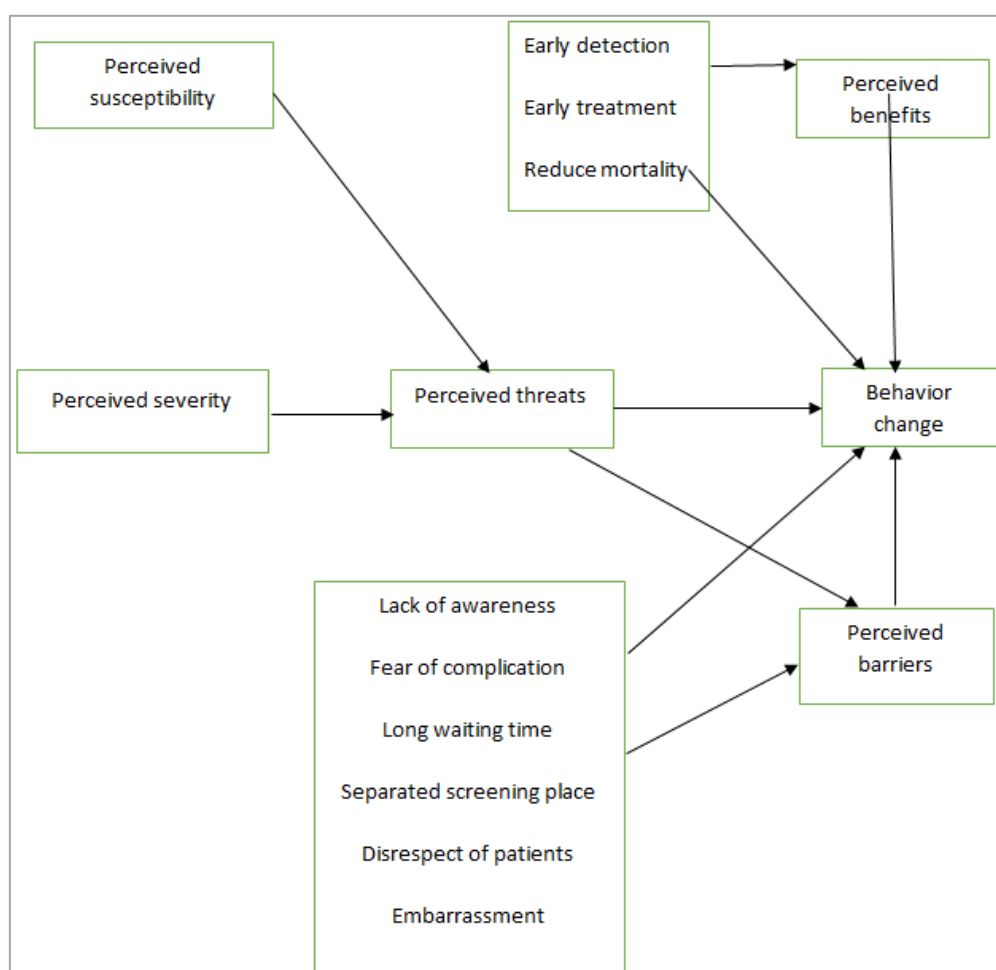 Perceived
susceptibility
Early detection
Early treatment
Reduce mortality
Perceived
benefits
Perceived severity
Perceived threats
Behavior
change
Lack of awareness
Fear of complication
Long waiting time
Separated screening place
Disrespect of patients
Embarrassment
Perceived
barriers